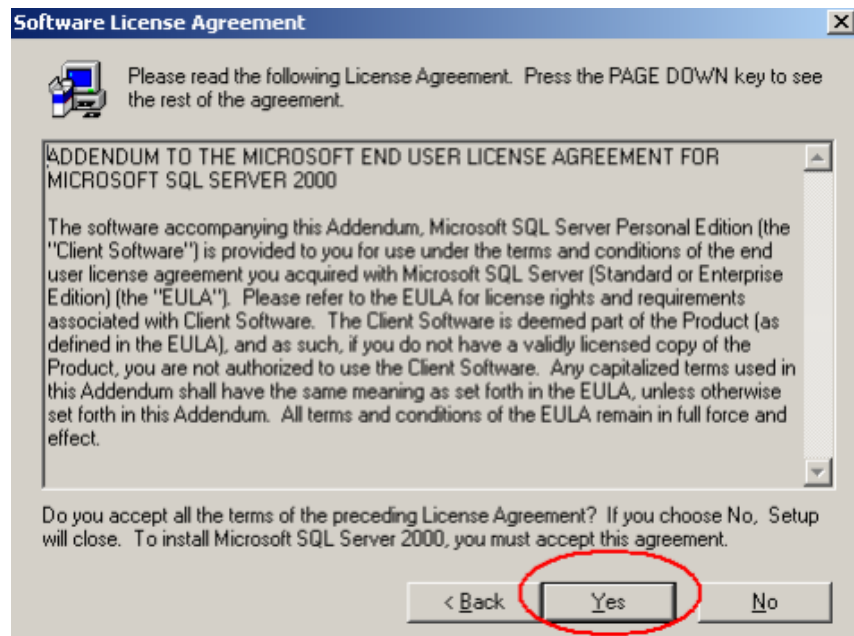 Software License Agreement
Please read the following License Agreement. Press the PAGE DOWN key to see
the rest of the agreement.
ADDENDUM TO THE MICROSOFT END USER LICENSE AGREEMENT FOR
MICROSOFT SQL SERVER 2000
The software accompanying this Addendum, Microsoft SQL Server Personal Edition (the
"Client Software") is provided to you for use under the terms and conditions of the end
user license agreement you acquired with Microsoft SQL Server (Standard or Enterprise
Edition) (the "EULA"). Please refer to the EULA for license rights and requirements
associated with Client Software. The Client Software is deemed part of the Product (as
defined in the EULA), and as such, if you do not have a validly licensed copy of the
Product, you are not authorized to use the Client Software. Any capitalized terms used in
this Addendum shall have the same meaning as set forth in the EULA, unless otherwise
set forth in this Addendum. All terms and conditions of the EULA remain in full force and
effect.
Do you accept all the terms of the preceding License Agreement? If you choose No, Setup
will close. To install Microsoft SQL Server 2000, you must accept this agreement.
< Back Yes No